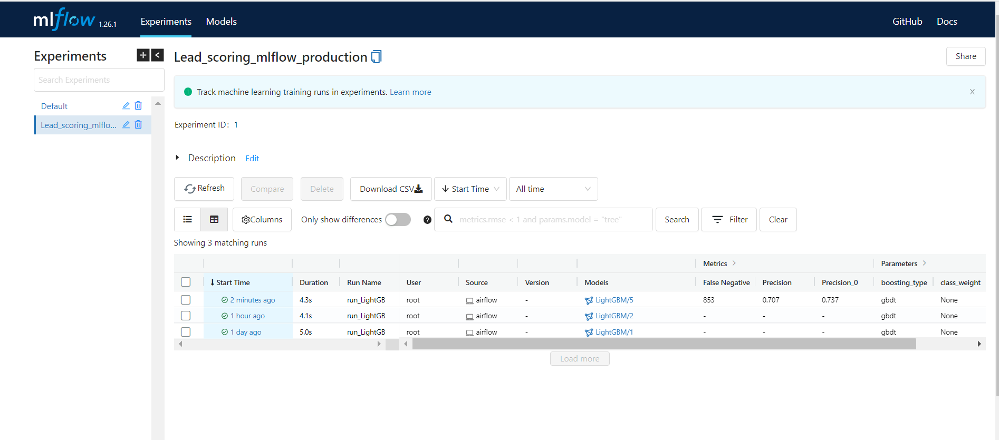 mlflow 1.26.1 Experiments Models GitHub Docs
Experiments + <
Search Experiments
Default
Lead_scoring_mlflo...
Lead_scoring_mlflow_production Share
Track machine learning training runs in experiments. Learn more X
Experiment ID: 1
Description Edit
Refresh Compare Delete Download CSV Start Time All time
Columns Only show differences ? metrics.rmse < 1 and params.model = "tree" Search Filter Clear
Showing 3 matching runs
Metrics > Parameters >
↓ Start Time Duration Run Name User Source Version Models False Negative Precision Precision_0 boosting_type class_weight
2 minutes ago 4.3s run_LightGB root airflow - LightGBM/5 853 0.707 0.737 gbdt None
1 hour ago 4.1s run_LightGB root airflow - LightGBM/2 - - - gbdt None
1 day ago 5.0s run_LightGB root airflow - LightGBM/1 - - - gbdt None
Load more